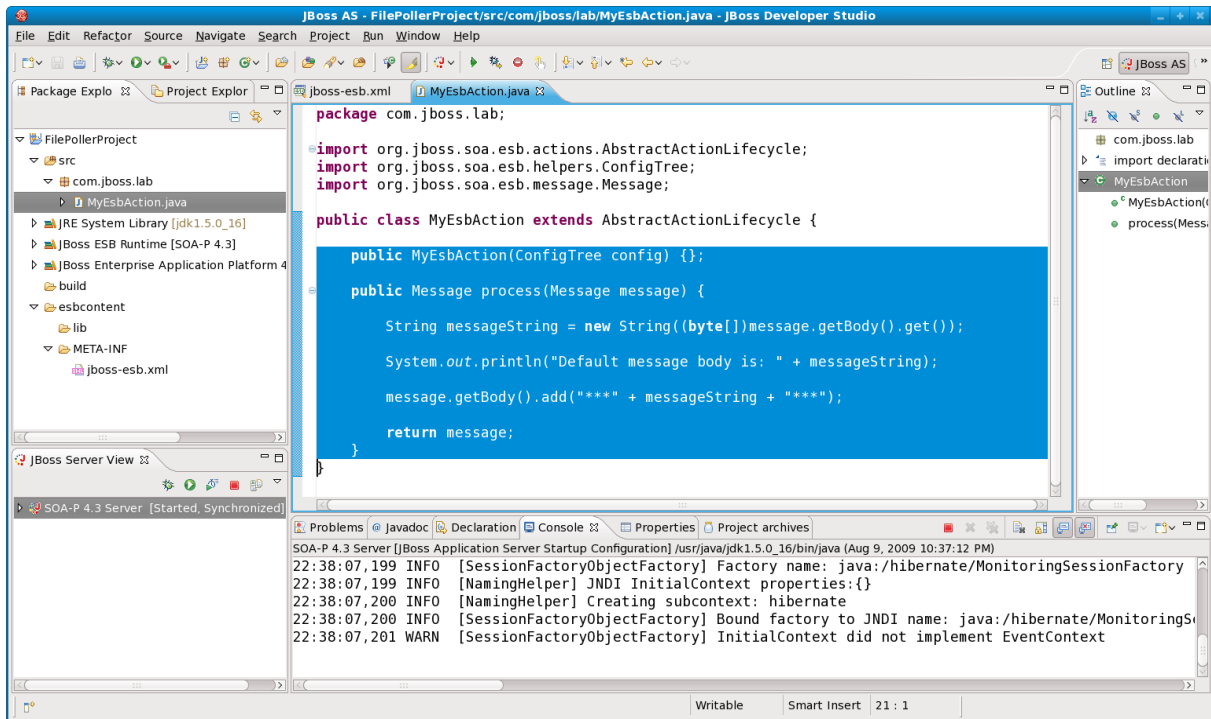 JBoss AS - FilePollerProject/src/com/jboss/lab/MyEsbAction.java - JBoss Developer Studio
File Edit Refactor Source Navigate Search Project Run Window Help
JBoss AS
Package Explo Project Explor
FilePollerProject
src
com.jboss.lab
MyEsbAction.java
JRE System Library [jdk1.5.0_16]
JBoss ESB Runtime [SOA-P 4.3]
JBoss Enterprise Application Platform 4
build
esbcontent
lib
META-INF
jboss-esb.xml
JBoss Server View
SOA-P 4.3 Server [Started, Synchronized]
jboss-esb.xml MyEsbAction.java
package com.jboss.lab;
import org.jboss.soa.esb.actions.AbstractActionLifecycle;
import org.jboss.soa.esb.helpers.ConfigTree;
import org.jboss.soa.esb.message.Message;
public class MyEsbAction extends AbstractActionLifecycle {
public MyEsbAction(ConfigTree config) {};
public Message process(Message message) {
String messageString = new String((byte[])message.getBody().get());
System.out.println("Default message body is: " + messageString);
message.getBody().add("***" + messageString + "***");
return message;
}
}
Outline
com.jboss.lab
import declarati
MyEsbAction
MyEsbAction(
process(Messa
Problems Javadoc Declaration Console Properties Project archives
SOA-P 4.3 Server [JBoss Application Server Startup Configuration] /usr/java/jdk1.5.0_16/bin/java (Aug 9, 2009 10:37:12 PM)
22:38:07,199 INFO [SessionFactoryObjectFactory] Factory name: java:/hibernate/MonitoringSessionFactory
22:38:07,199 INFO [NamingHelper] JNDI InitialContext properties:{}
22:38:07,200 INFO [NamingHelper] Creating subcontext: hibernate
22:38:07,200 INFO [SessionFactoryObjectFactory] Bound factory to JNDI name: java:/hibernate/MonitoringS
22:38:07,201 WARN [SessionFactoryObjectFactory] InitialContext did not implement EventContext
Writable Smart Insert 21 : 1